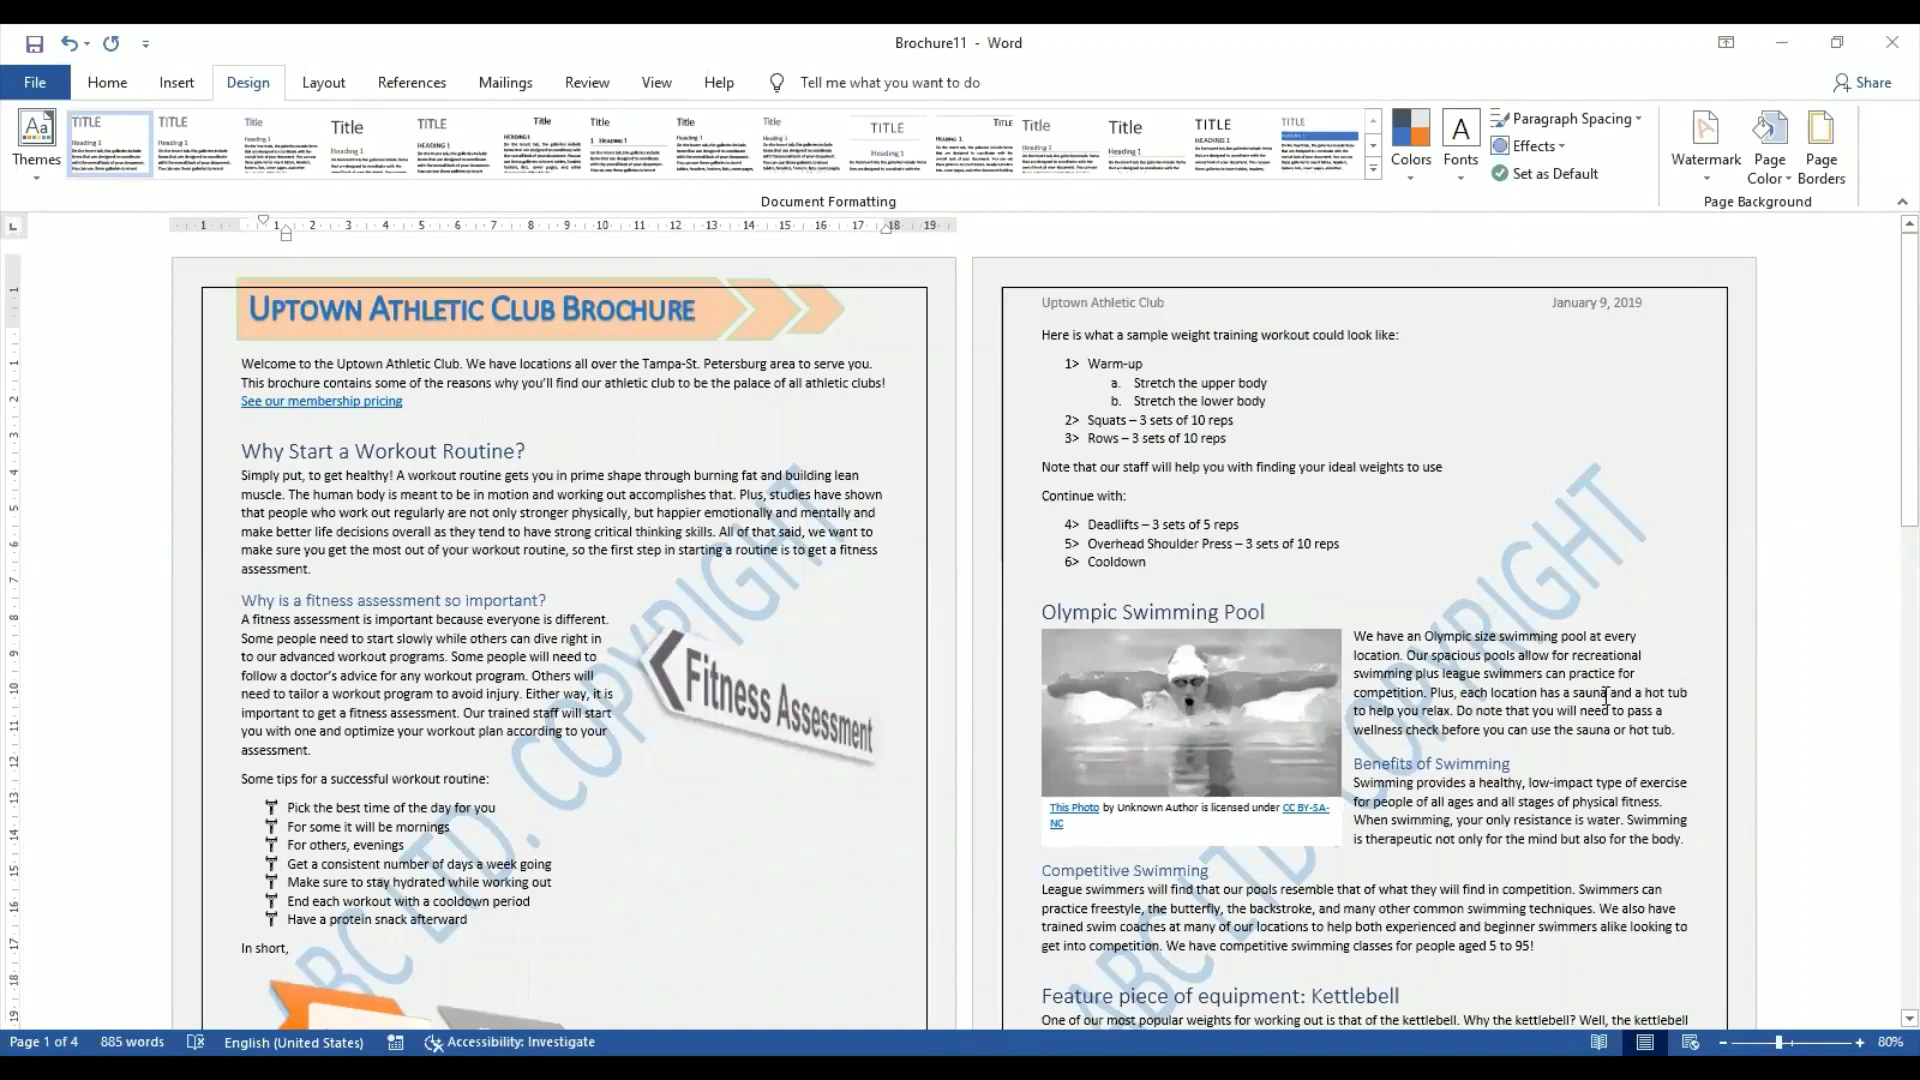 Brochure11 - Word
File
Home
Insert
Design
Layout
References
Mailings
Review
View
Help
Tell me what you want to do
Share
Themes
Colors
Fonts
Paragraph Spacing
Effects
Set as Default
Watermark
Page Color
Page Borders
Document Formatting
Page Background
UPTOWN ATHLETIC CLUB BROCHURE
Welcome to the Uptown Athletic Club. We have locations all over the Tampa-St. Petersburg area to serve you.
This brochure contains some of the reasons why you'll find our athletic club to be the palace of all athletic clubs!
See our membership pricing
Why Start a Workout Routine?
Simply put, to get healthy! A workout routine gets you in prime shape through burning fat and building lean
muscle. The human body is meant to be in motion and working out accomplishes that. Plus, studies have shown
that people who work out regularly are not only stronger physically, but happier emotionally and mentally and
make better life decisions overall as they tend to have strong critical thinking skills. All of that said, we want to
make sure you get the most out of your workout routine, so the first step in starting a routine is to get a fitness
assessment.
Why is a fitness assessment so important?
A fitness assessment is important because everyone is different.
Some people need to start slowly while others can dive right in
to our advanced workout programs. Some people will need to
follow a doctor's advice for any workout program. Others will
need to tailor a workout program to avoid injury. Either way, it is
important to get a fitness assessment. Our trained staff will start
you with one and optimize your workout plan according to your
assessment.
Fitness Assessment
Some tips for a successful workout routine:
Pick the best time of the day for you
For some it will be mornings
For others, evenings
Get a consistent number of days a week going
Make sure to stay hydrated while working out
End each workout with a cooldown period
Have a protein snack afterward
In short,
ABC LTD. COPYRIGHT
Uptown Athletic Club January 9, 2019
Here is what a sample weight training workout could look like:
1> Warm-up
a. Stretch the upper body
b. Stretch the lower body
2> Squats – 3 sets of 10 reps
3> Rows – 3 sets of 10 reps
Note that our staff will help you with finding your ideal weights to use
Continue with:
4> Deadlifts – 3 sets of 5 reps
5> Overhead Shoulder Press – 3 sets of 10 reps
6> Cooldown
Olympic Swimming Pool
We have an Olympic size swimming pool at every
location. Our spacious pools allow for recreational
swimming plus league swimmers can practice for
competition. Plus, each location has a sauna and a hot tub
to help you relax. Do note that you will need to pass a
wellness check before you can use the sauna or hot tub.
This Photo by Unknown Author is licensed under CC BY-SA-
NC
Benefits of Swimming
Swimming provides a healthy, low-impact type of exercise
for people of all ages and all stages of physical fitness.
When swimming, your only resistance is water. Swimming
is therapeutic not only for the mind but also for the body.
Competitive Swimming
League swimmers will find that our pools resemble that of what they will find in competition. Swimmers can
practice freestyle, the butterfly, the backstroke, and many other common swimming techniques. We also have
trained swim coaches at many of our locations to help both experienced and beginner swimmers alike looking to
get into competition. We have competitive swimming classes for people aged 5 to 95!
Feature piece of equipment: Kettlebell
One of our most popular weights for working out is that of the kettlebell. Why the kettlebell? Well, the kettlebell
ABC LTD. COPYRIGHT
Page 1 of 4
885 words
English (United States)
Accessibility: Investigate
80%